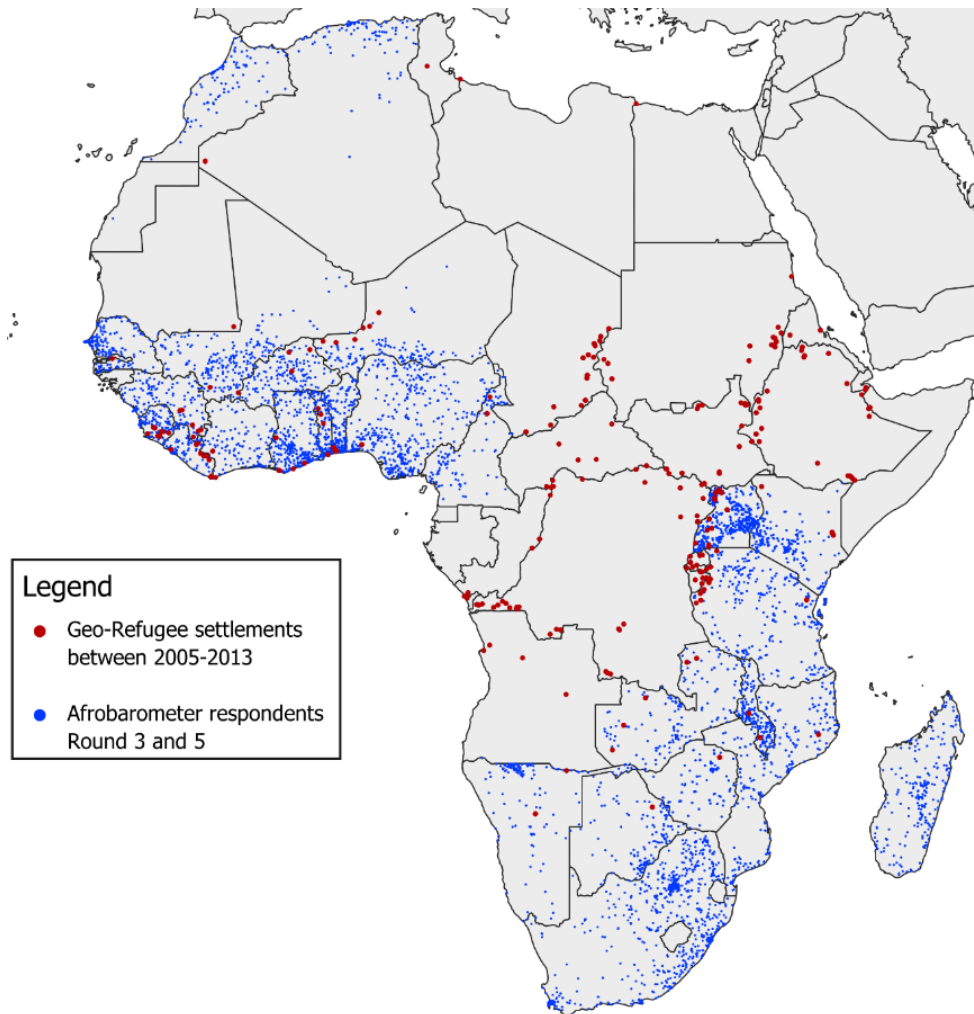 Legend
Geo-Refugee settlements
between 2005-2013
Afrobarometer respondents
Round 3 and 5